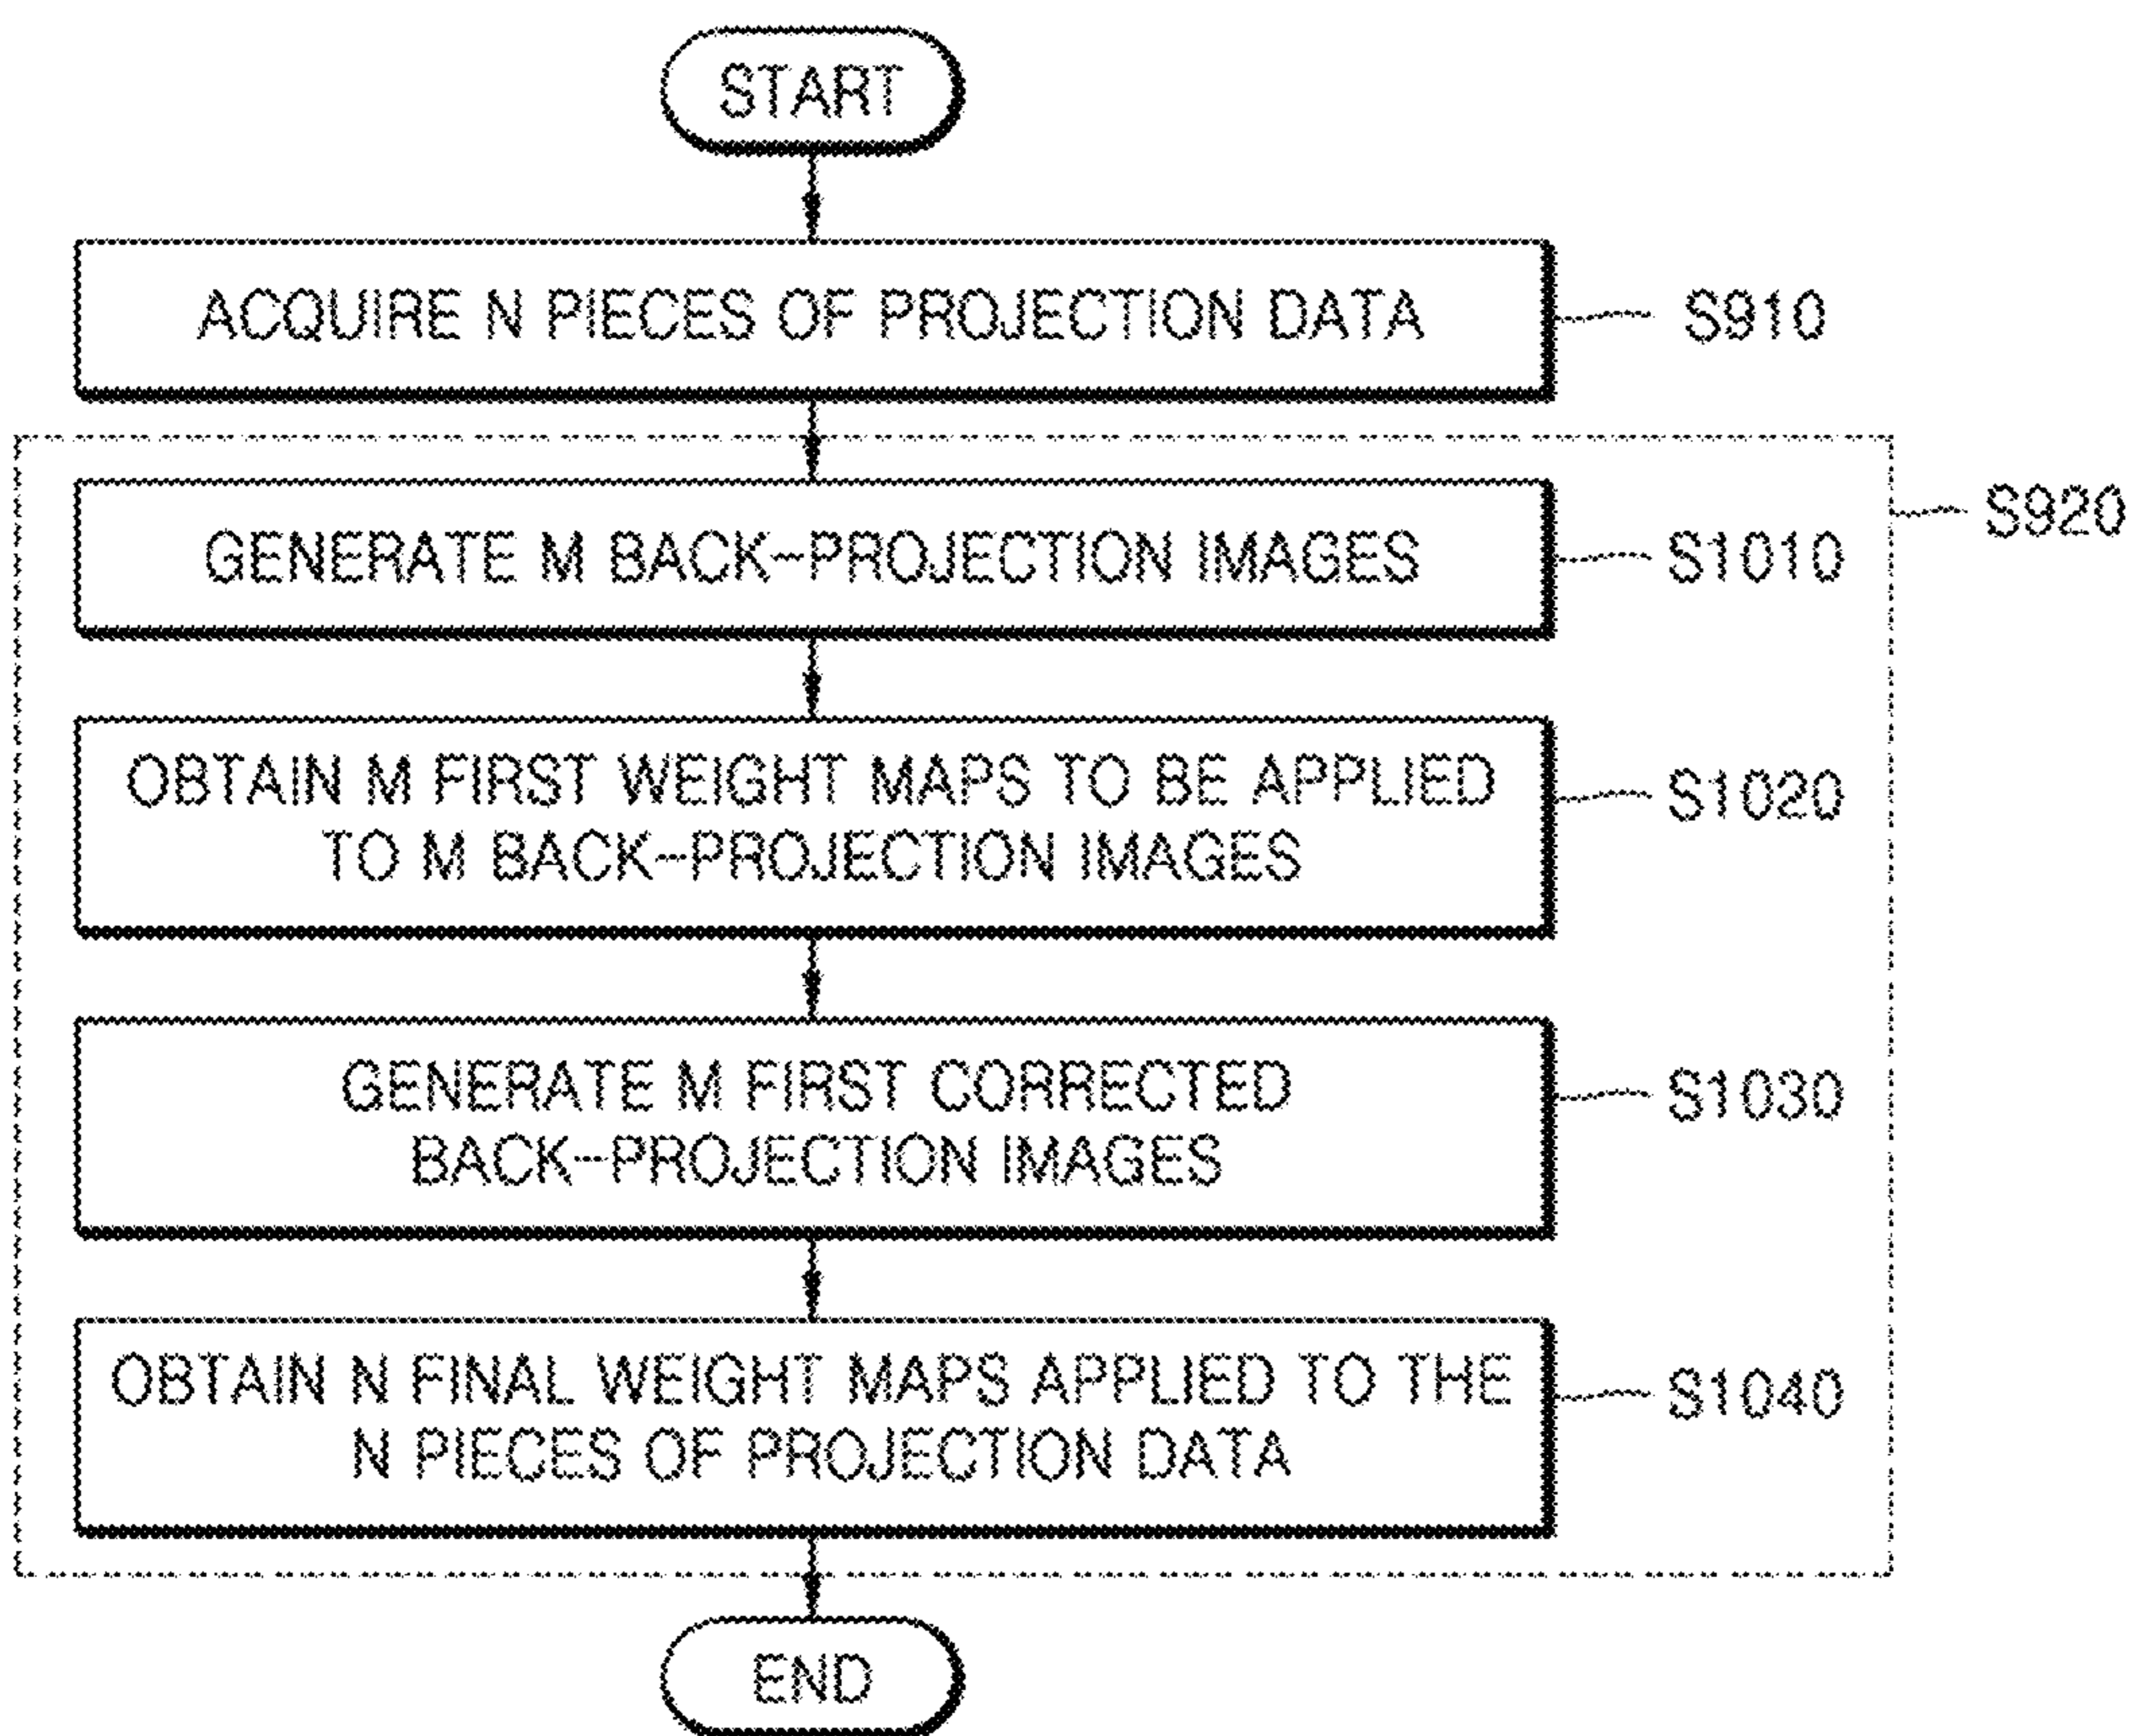 START
ACQUIRE N PIECES OF PROJECTION DATA
S910
S920
GENERATE M BACK-PROJECTION IMAGES
S1010
OBTAIN M FIRST WEIGHT MAPS TO BE APPLIED
TO M BACK-PROJECTION IMAGES
S1020
GENERATE M FIRST CORRECTED
BACK-PROJECTION IMAGES
S1030
OBTAIN N FINAL WEIGHT MAPS APPLIED TO THE
N PIECES OF PROJECTION DATA
S1040
END